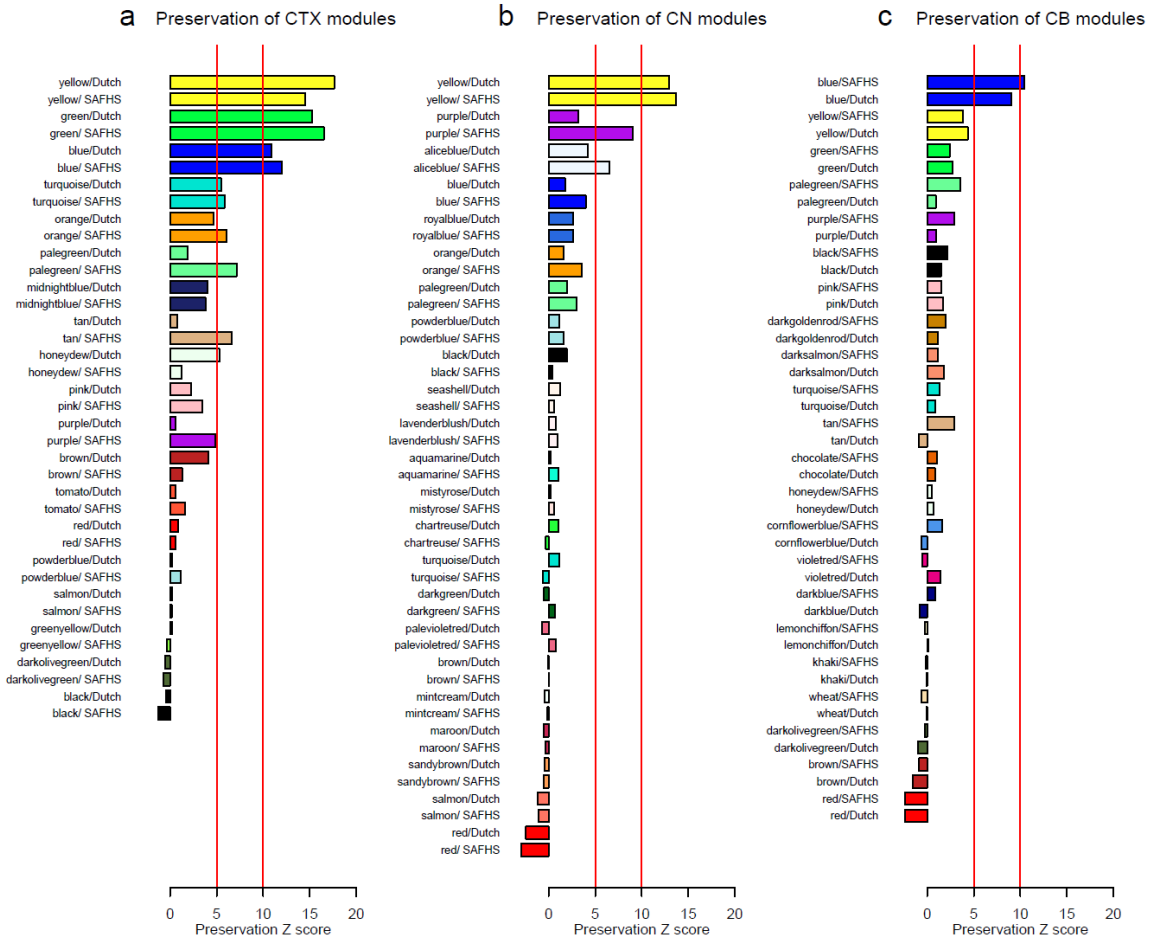 a Preservation of CTX modules
yellow/Dutch
yellow/ SAFHS
green/Dutch
green/ SAFHS
blue/Dutch
blue/ SAFHS
turquoise/Dutch
turquoise/ SAFHS
orange/Dutch
orange/ SAFHS
palegreen/Dutch
palegreen/ SAFHS
midnightblue/Dutch
midnightblue/ SAFHS
tan/Dutch
tan/ SAFHS
honeydew/Dutch
honeydew/ SAFHS
pink/Dutch
pink/ SAFHS
purple/Dutch
purple/ SAFHS
brown/Dutch
brown/ SAFHS
tomato/Dutch
tomato/ SAFHS
red/Dutch
red/ SAFHS
powderblue/Dutch
powderblue/ SAFHS
salmon/Dutch
salmon/ SAFHS
greenyellow/Dutch
greenyellow/ SAFHS
darkolivegreen/Dutch
darkolivegreen/ SAFHS
black/Dutch
black/ SAFHS
0 5 10 15 20
Preservation Z score
b Preservation of CN modules
yellow/Dutch
yellow/ SAFHS
purple/Dutch
purple/ SAFHS
aliceblue/Dutch
aliceblue/ SAFHS
blue/Dutch
blue/ SAFHS
royalblue/Dutch
royalblue/ SAFHS
orange/Dutch
orange/ SAFHS
palegreen/Dutch
palegreen/ SAFHS
powderblue/Dutch
powderblue/ SAFHS
black/Dutch
black/ SAFHS
seashell/Dutch
seashell/ SAFHS
lavenderblush/Dutch
lavenderblush/ SAFHS
aquamarine/Dutch
aquamarine/ SAFHS
mistyrose/Dutch
mistyrose/ SAFHS
chartreuse/Dutch
chartreuse/ SAFHS
turquoise/Dutch
turquoise/ SAFHS
darkgreen/Dutch
darkgreen/ SAFHS
palevioletred/Dutch
palevioletred/ SAFHS
brown/Dutch
brown/ SAFHS
mintcream/Dutch
mintcream/ SAFHS
maroon/Dutch
maroon/ SAFHS
sandybrown/Dutch
sandybrown/ SAFHS
salmon/Dutch
salmon/ SAFHS
red/Dutch
red/ SAFHS
0 5 10 15 20
Preservation Z score
c Preservation of CB modules
blue/SAFHS
blue/Dutch
yellow/SAFHS
yellow/Dutch
green/SAFHS
green/Dutch
palegreen/SAFHS
palegreen/Dutch
purple/SAFHS
purple/Dutch
black/SAFHS
black/Dutch
pink/SAFHS
pink/Dutch
darkgoldenrod/SAFHS
darkgoldenrod/Dutch
darksalmon/SAFHS
darksalmon/Dutch
turquoise/SAFHS
turquoise/Dutch
tan/SAFHS
tan/Dutch
chocolate/SAFHS
chocolate/Dutch
honeydew/SAFHS
honeydew/Dutch
cornflowerblue/SAFHS
cornflowerblue/Dutch
violetred/SAFHS
violetred/Dutch
darkblue/SAFHS
darkblue/Dutch
lemonchiffon/SAFHS
lemonchiffon/Dutch
khaki/SAFHS
khaki/Dutch
wheat/SAFHS
wheat/Dutch
darkolivegreen/SAFHS
darkolivegreen/Dutch
brown/SAFHS
brown/Dutch
red/SAFHS
red/Dutch
0 5 10 15 20
Preservation Z score